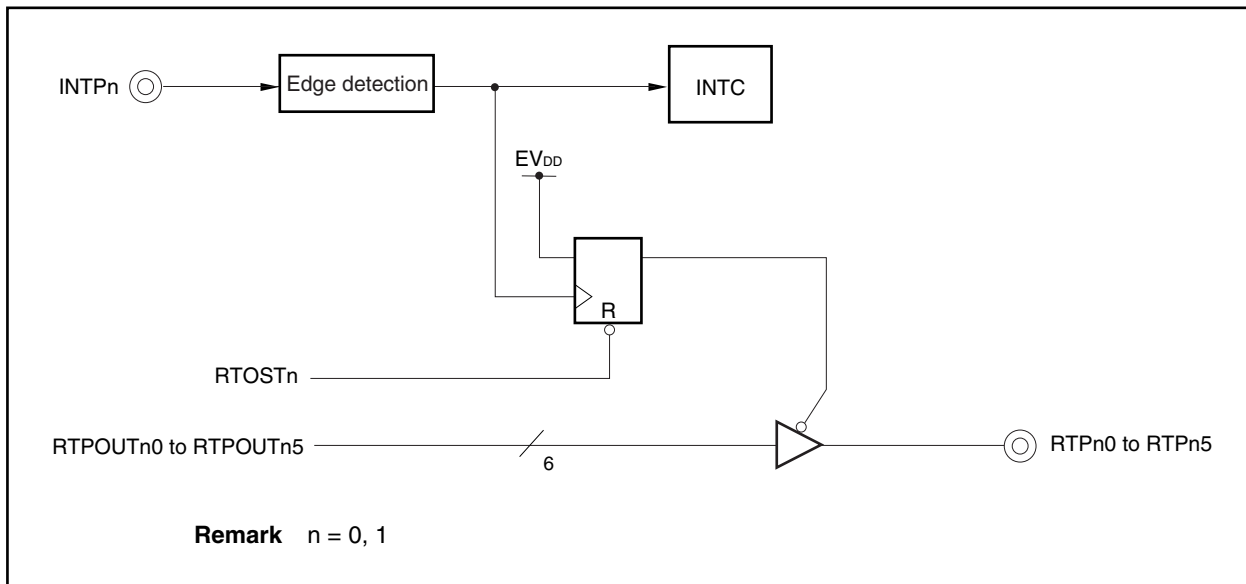 INTPn
Edge detection
INTC
EVDD
R
RTOSTn
RTPOUTn0 to RTPOUTn5
6
RTPn0 to RTPn5
Remark n = 0, 1